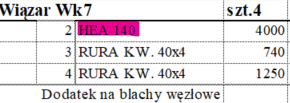 Wiązar Wk7 szt.4
2 HEA 140 4000
3 RURA KW. 40x4 740
4 RURA KW. 40x4 1250
Dodatek na blachy węzłowe